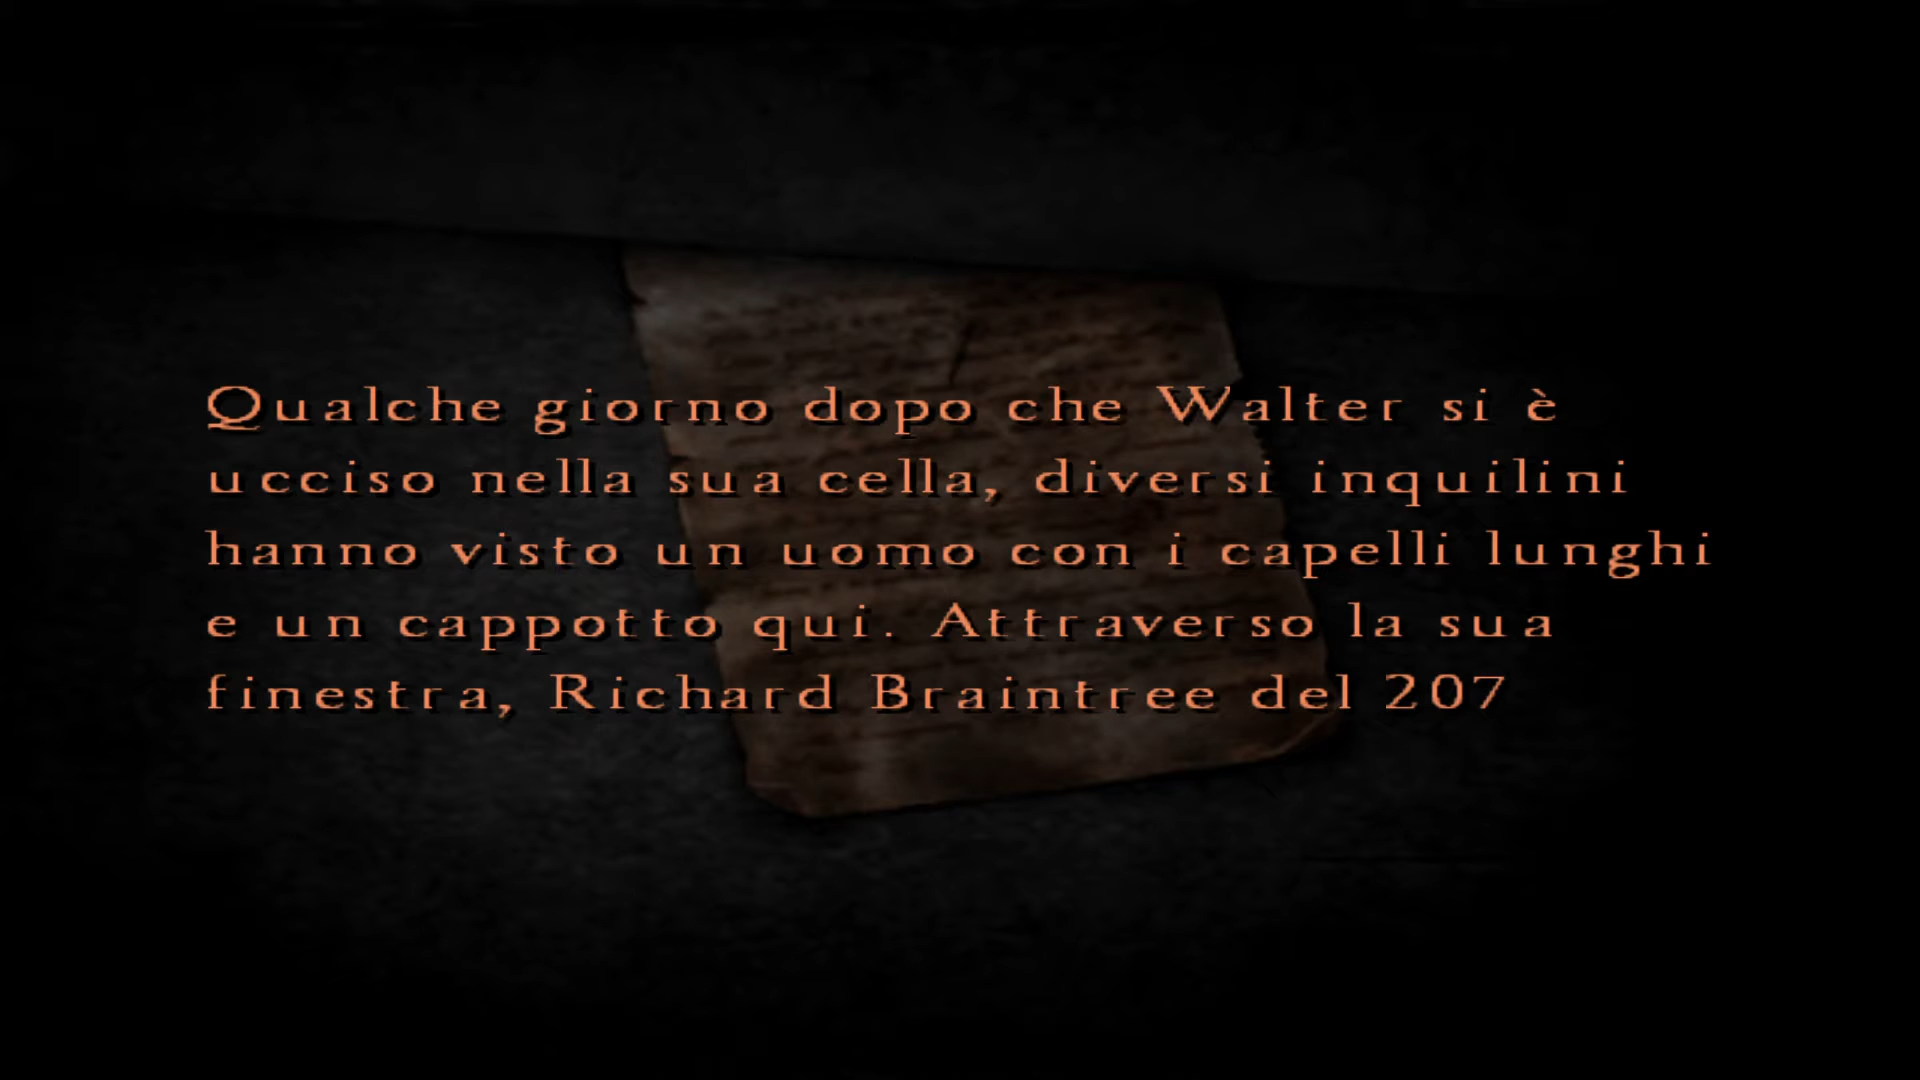 Qualche giorno dopo che Walter si è
ucciso nella sua cella, diversi inquilini
hanno visto un uomo con i capelli lunghi
e un cappotto qui. Attraverso la sua
finestra, Richard Braintree del 207